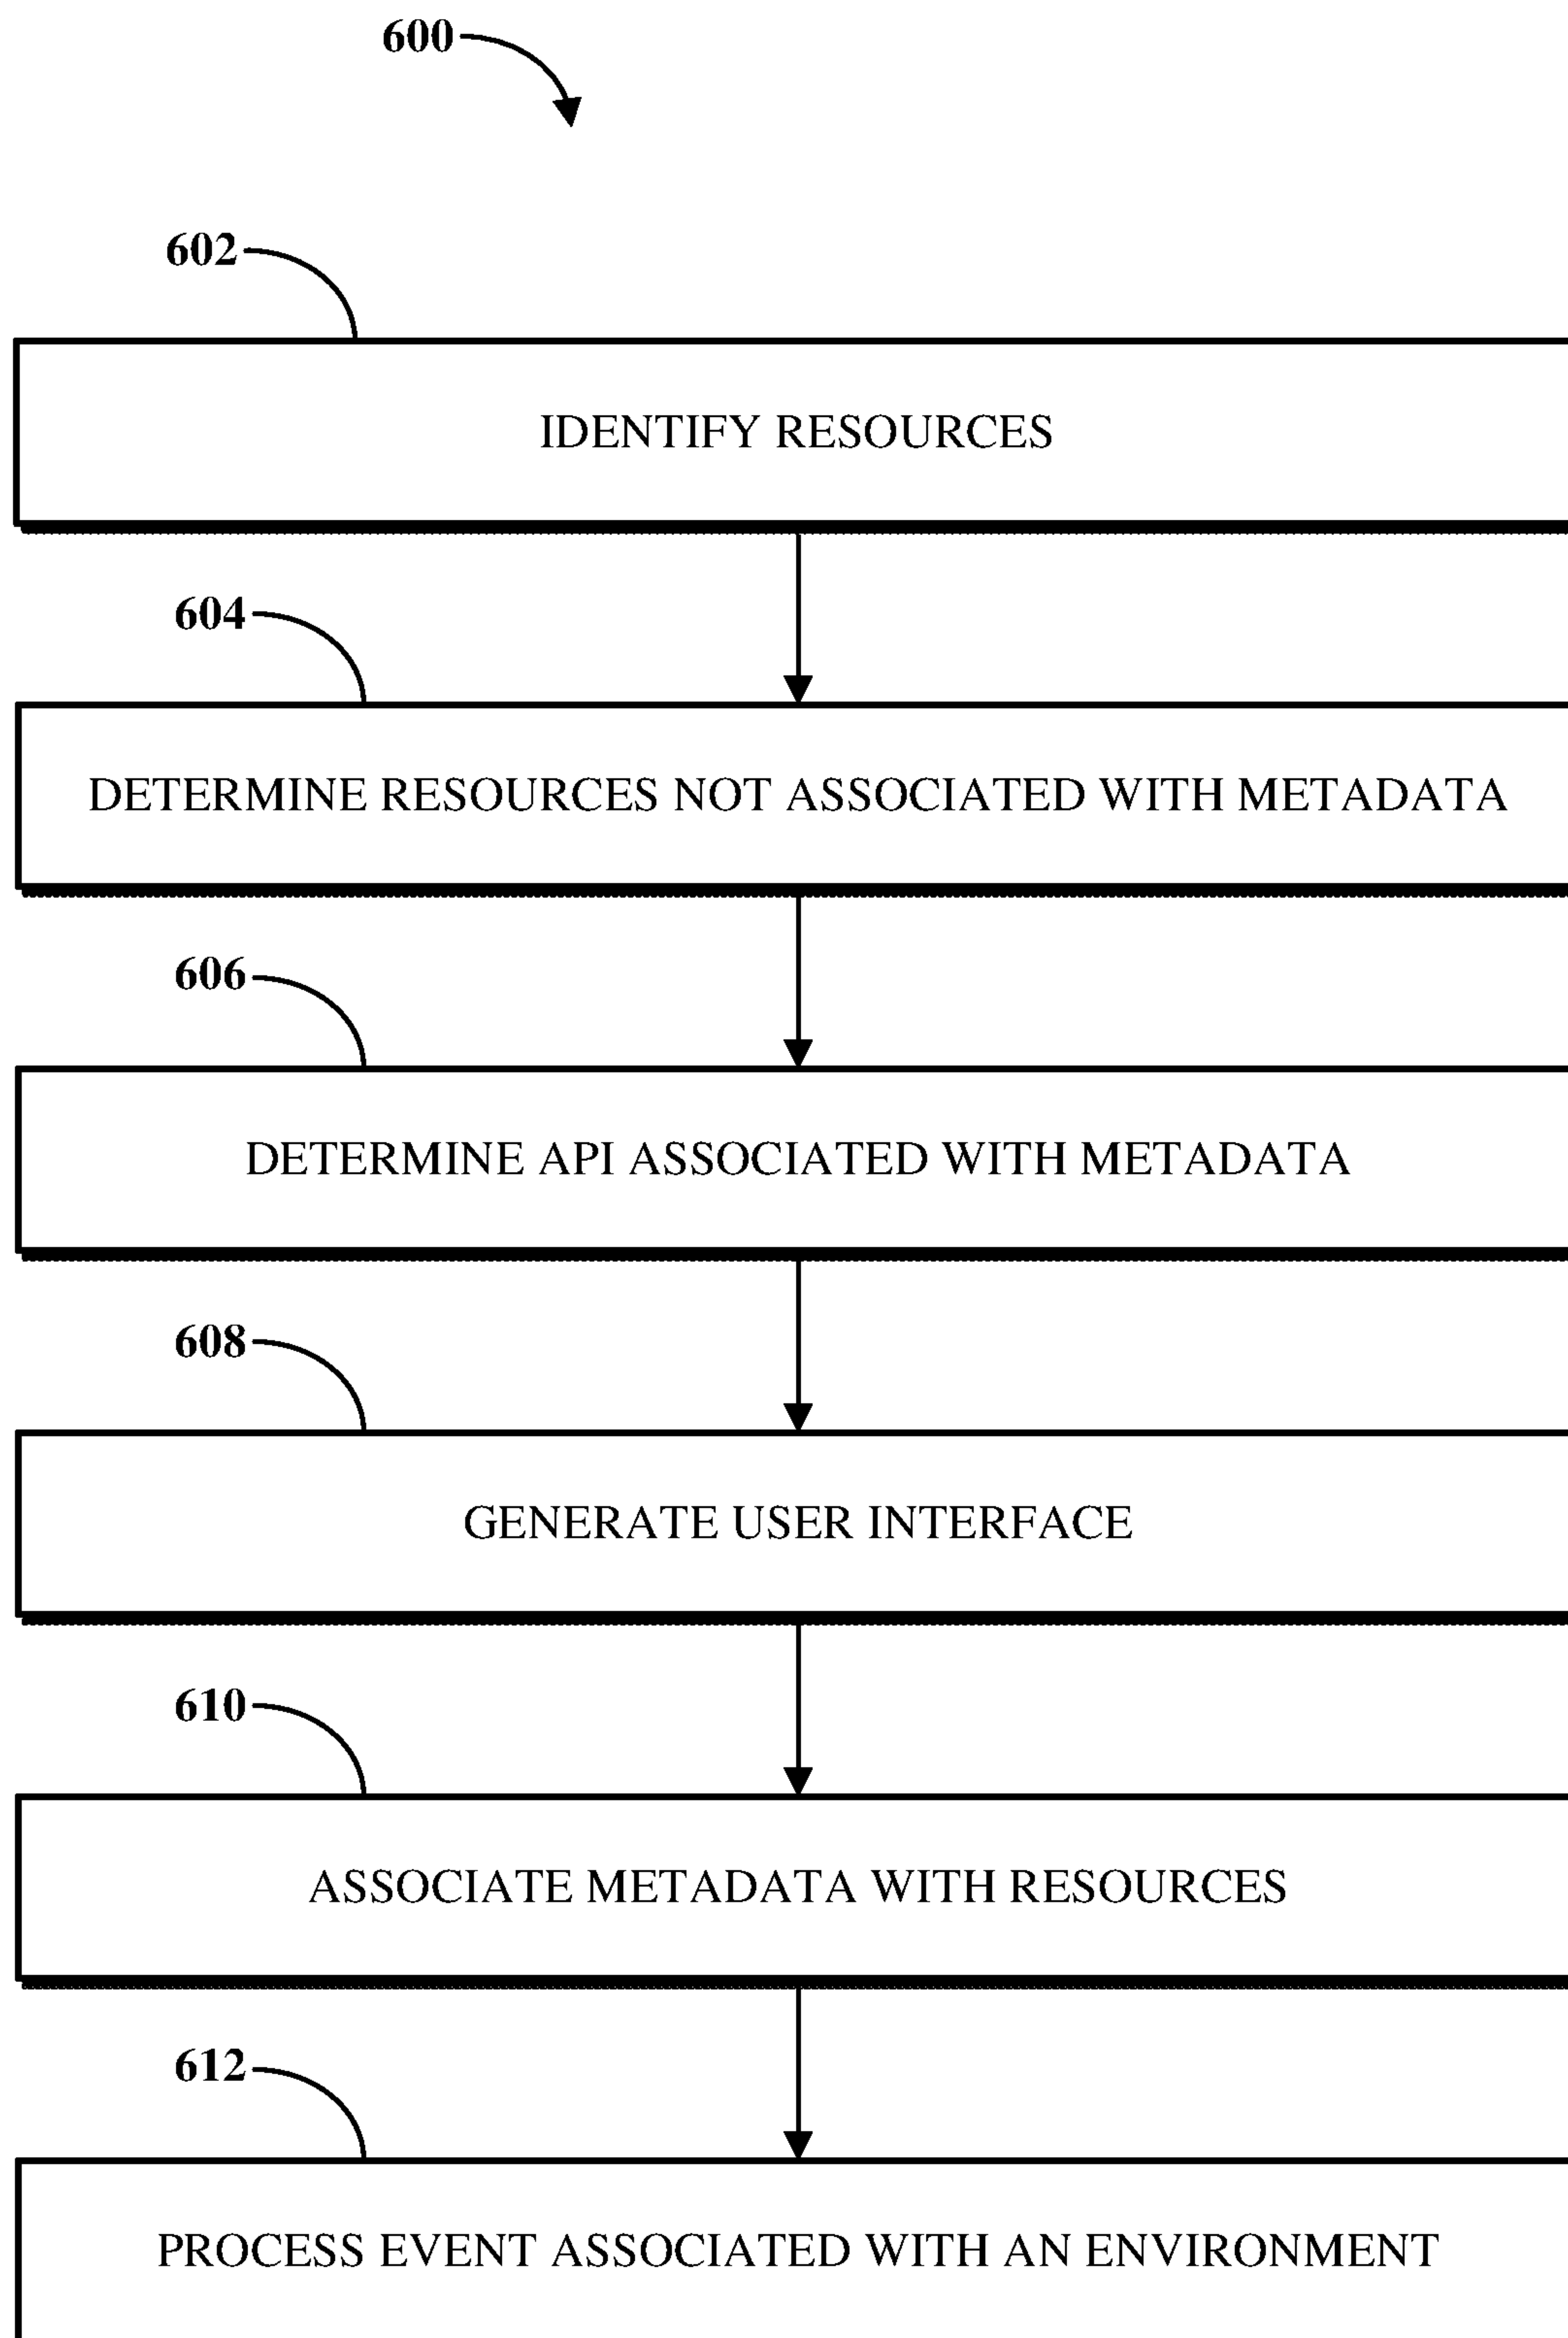 600
602
IDENTIFY RESOURCES
604
DETERMINE RESOURCES NOT ASSOCIATED WITH METADATA
606
DETERMINE API ASSOCIATED WITH METADATA
608
GENERATE USER INTERFACE
610
ASSOCIATE METADATA WITH RESOURCES
612
PROCESS EVENT ASSOCIATED WITH AN ENVIRONMENT